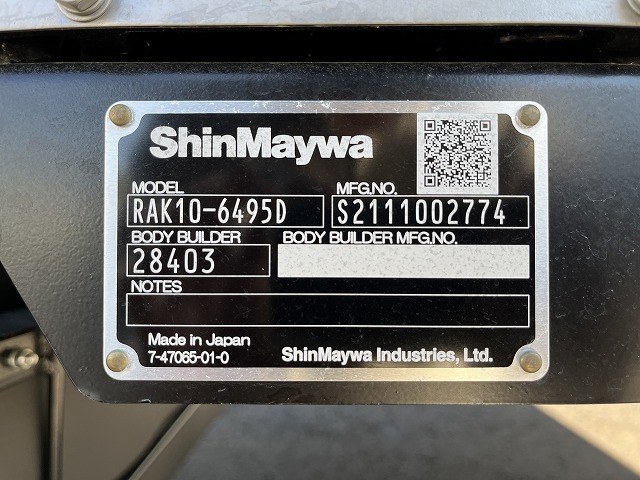 ShinMaywa
MODEL MFG.NO.
RAK10-6495D S2111002774
BODY BUILDER BODY BUILDER MFG.NO.
28403
NOTES
Made in Japan
7-47065-01-0 ShinMaywa Industries, Ltd.